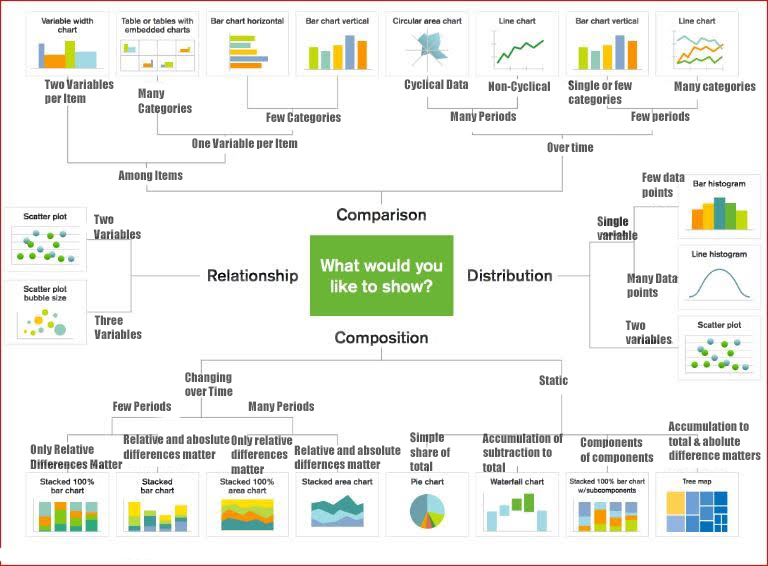 Variable width
chart
Table or tables with
embedded charts
Bar chart horizontal
Bar chart vertical
Circular area chart
Line chart
Bar chart vertical
Line chart
Two Variables
per Item
Many
Categories
Few Categories
Cyclical Data
Non-Cyclical
Single or few
categories
Many categories
Many Periods
Few periods
One Variable per Item
Over time
Among Items
Comparison
Scatter plot
Two
Variables
Relationship
Scatter plot
bubble size
Three
Variables
What would you
like to show?
Distribution
Single
variable
Few data
points
Bar histogram
Many Data
points
Line histogram
Two
variables
Scatter plot
Composition
Changing
over Time
Static
Few Periods
Many Periods
Only Relative
Differences Matter
Relative and aboslute
differences matter
Only relative
differences
matter
Relative and absolute
differnces matter
Simple
share of
total
Accumulation of
subtraction to
total
Components
of components
Accumulation to
total & abolute
difference matters
Stacked 100%
bar chart
Stacked
bar chart
Stacked 100%
area chart
Stacked area chart
Pie chart
Waterfall chart
Stacked 100% bar chart
w/subcomponents
Tree map